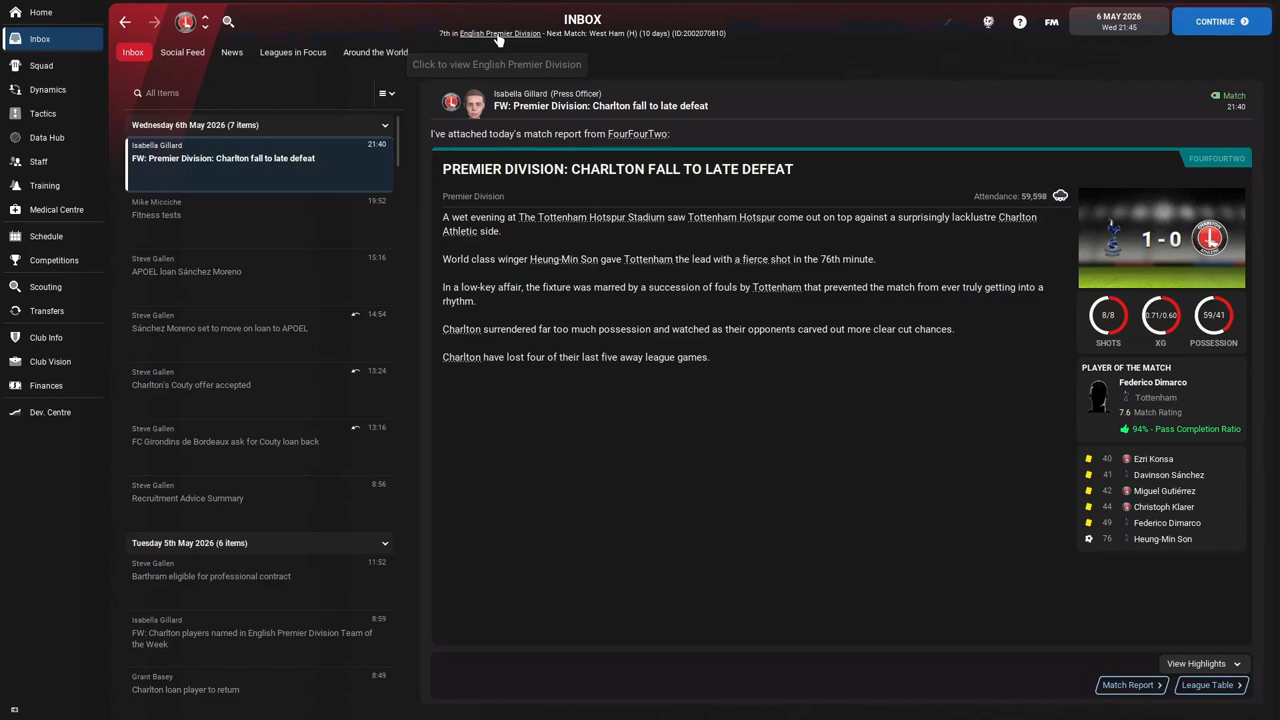 Home
Inbox
Squad
Dynamics
Tactics
Data Hub
Staff
Training
Medical Centre
Schedule
Competitions
Scouting
Transfers
Club Info
Club Vision
Finances
Dev. Centre
INBOX
7th in English Premier Division - Next Match: West Ham (H) (10 days) (ID:2002070810)
Click to view English Premier Division
FM
6 MAY 2026
Wed 21:45
CONTINUE
Inbox
Social Feed
News
Leagues in Focus
Around the World
All Items
Wednesday 6th May 2026 (7 items)
Isabella Gillard 21:40
FW: Premier Division: Charlton fall to late defeat
Mike Micciche 19:52
Fitness tests
Steve Gallen 15:16
APOEL loan Sánchez Moreno
Steve Gallen 14:54
Sánchez Moreno set to move on loan to APOEL
Steve Gallen 13:24
Charlton's Couty offer accepted
Steve Gallen 13:16
FC Girondins de Bordeaux ask for Couty loan back
Steve Gallen 8:56
Recruitment Advice Summary
Tuesday 5th May 2026 (6 items)
Steve Gallen 11:52
Barthram eligible for professional contract
Isabella Gillard 8:59
FW: Charlton players named in English Premier Division Team of
the Week
Grant Basey 8:49
Charlton loan player to return
Isabella Gillard (Press Officer)
FW: Premier Division: Charlton fall to late defeat
Match
21:40
I've attached today's match report from FourFourTwo:
FOURFOURTWO
PREMIER DIVISION: CHARLTON FALL TO LATE DEFEAT
Premier Division
Attendance: 59,598
A wet evening at The Tottenham Hotspur Stadium saw Tottenham Hotspur come out on top against a surprisingly lacklustre Charlton
Athletic side.
World class winger Heung-Min Son gave Tottenham the lead with a fierce shot in the 76th minute.
In a low-key affair, the fixture was marred by a succession of fouls by Tottenham that prevented the match from ever truly getting into a
rhythm.
Charlton surrendered far too much possession and watched as their opponents carved out more clear cut chances.
Charlton have lost four of their last five away league games.
1 - 0
8/8
0.71/0.60
59/41
SHOTS
XG
POSSESSION
PLAYER OF THE MATCH
Federico Dimarco
Tottenham
7.6 Match Rating
94% - Pass Completion Ratio
40 Ezri Konsa
41 Davinson Sánchez
42 Miguel Gutiérrez
44 Christoph Klarer
49 Federico Dimarco
76 Heung-Min Son
View Highlights
Match Report
League Table